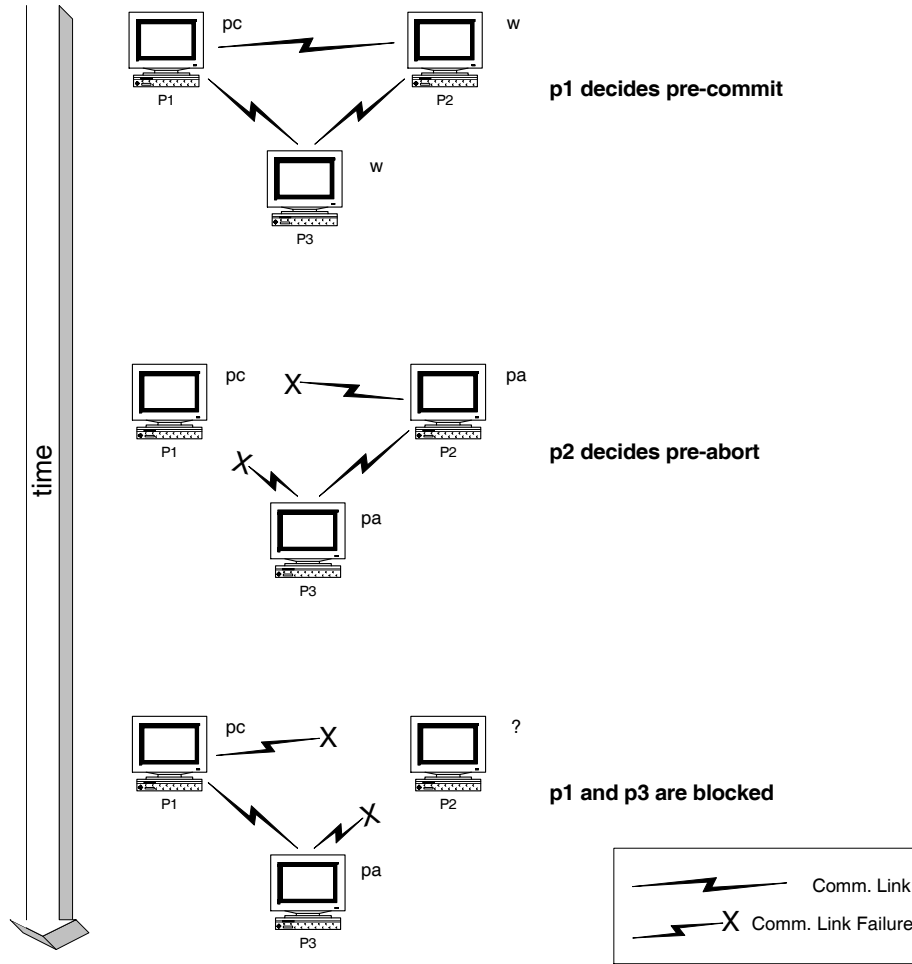 pc
w
P1
P2
p1 decides pre-commit
w
P3
time
pc
X
pa
P1
P2
p2 decides pre-abort
X
pa
P3
pc
X
?
P1
P2
p1 and p3 are blocked
X
pa
P3
Comm. Link
X Comm. Link Failure